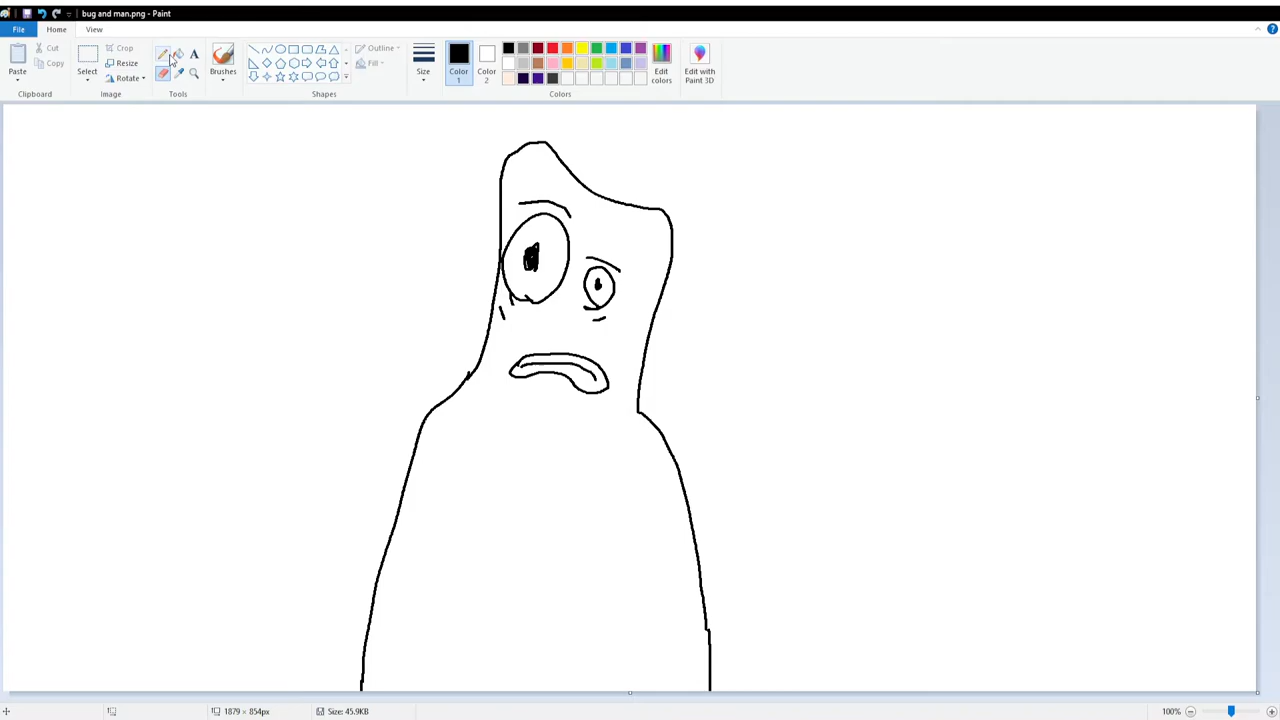 bug and man.png - Paint
File Home View
Paste
Cut
Copy
Clipboard
Select
Crop
Resize
Rotate
Image
A
Tools
Brushes
Outline
Fill
Shapes
Size
Color
1
Color
2
Edit
colors
Colors
Edit with
Paint 3D
1879 × 854px
Size: 45.9KB
100%